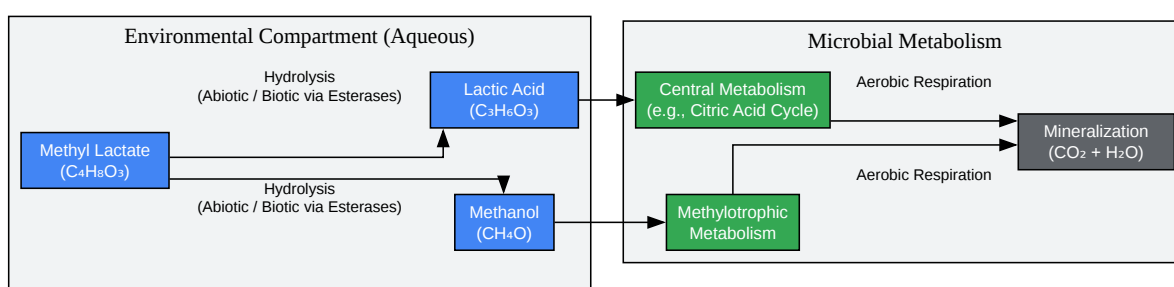 Environmental Compartment (Aqueous)
Hydrolysis
(Abiotic / Biotic via Esterases)
Lactic Acid
(C₃H₆O₃)
Methyl Lactate
(C₄H₈O₃)
Hydrolysis
(Abiotic / Biotic via Esterases)
Methanol
(CH₄O)
Microbial Metabolism
Central Metabolism
(e.g., Citric Acid Cycle)
Aerobic Respiration
Mineralization
(CO₂ + H₂O)
Aerobic Respiration
Methylotrophic
Metabolism